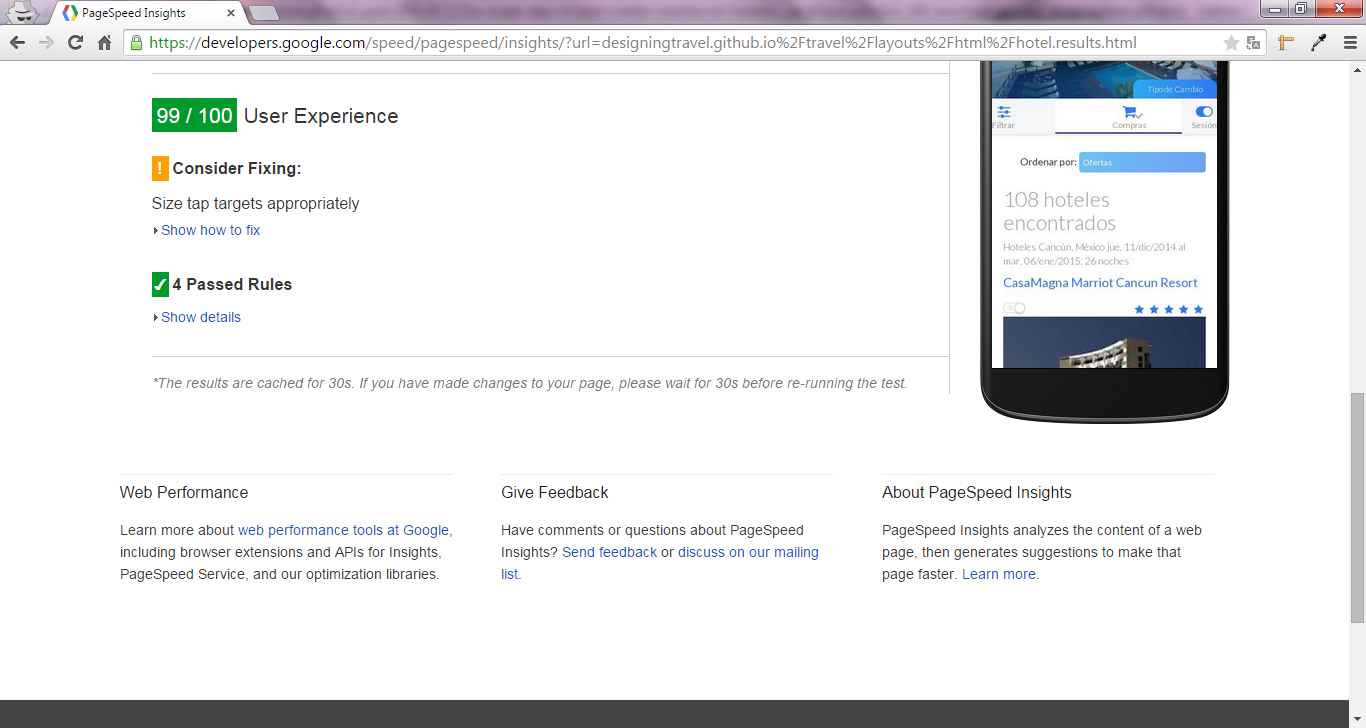 PageSpeed Insights
https://developers.google.com/speed/pagespeed/insights/?url=designingtravel.github.io%2Ftravel%2Flayouts%2Fhtml%2Fhotel.results.html
99 / 100 User Experience
! Consider Fixing:
Size tap targets appropriately
Show how to fix
4 Passed Rules
Show details
*The results are cached for 30s. If you have made changes to your page, please wait for 30s before re-running the test.
Tipo de Cambio
Filtrar
Compras
Sesión
Ordenar por: Ofertas
108 hoteles
encontrados
Hoteles Cancún, México jue, 11/dic/2014 al
mar, 06/ene/2015, 26 noches
CasaMagna Marriot Cancun Resort
Web Performance
Learn more about web performance tools at Google,
including browser extensions and APIs for Insights,
PageSpeed Service, and our optimization libraries.
Give Feedback
Have comments or questions about PageSpeed
Insights? Send feedback or discuss on our mailing
list.
About PageSpeed Insights
PageSpeed Insights analyzes the content of a web
page, then generates suggestions to make that
page faster. Learn more.